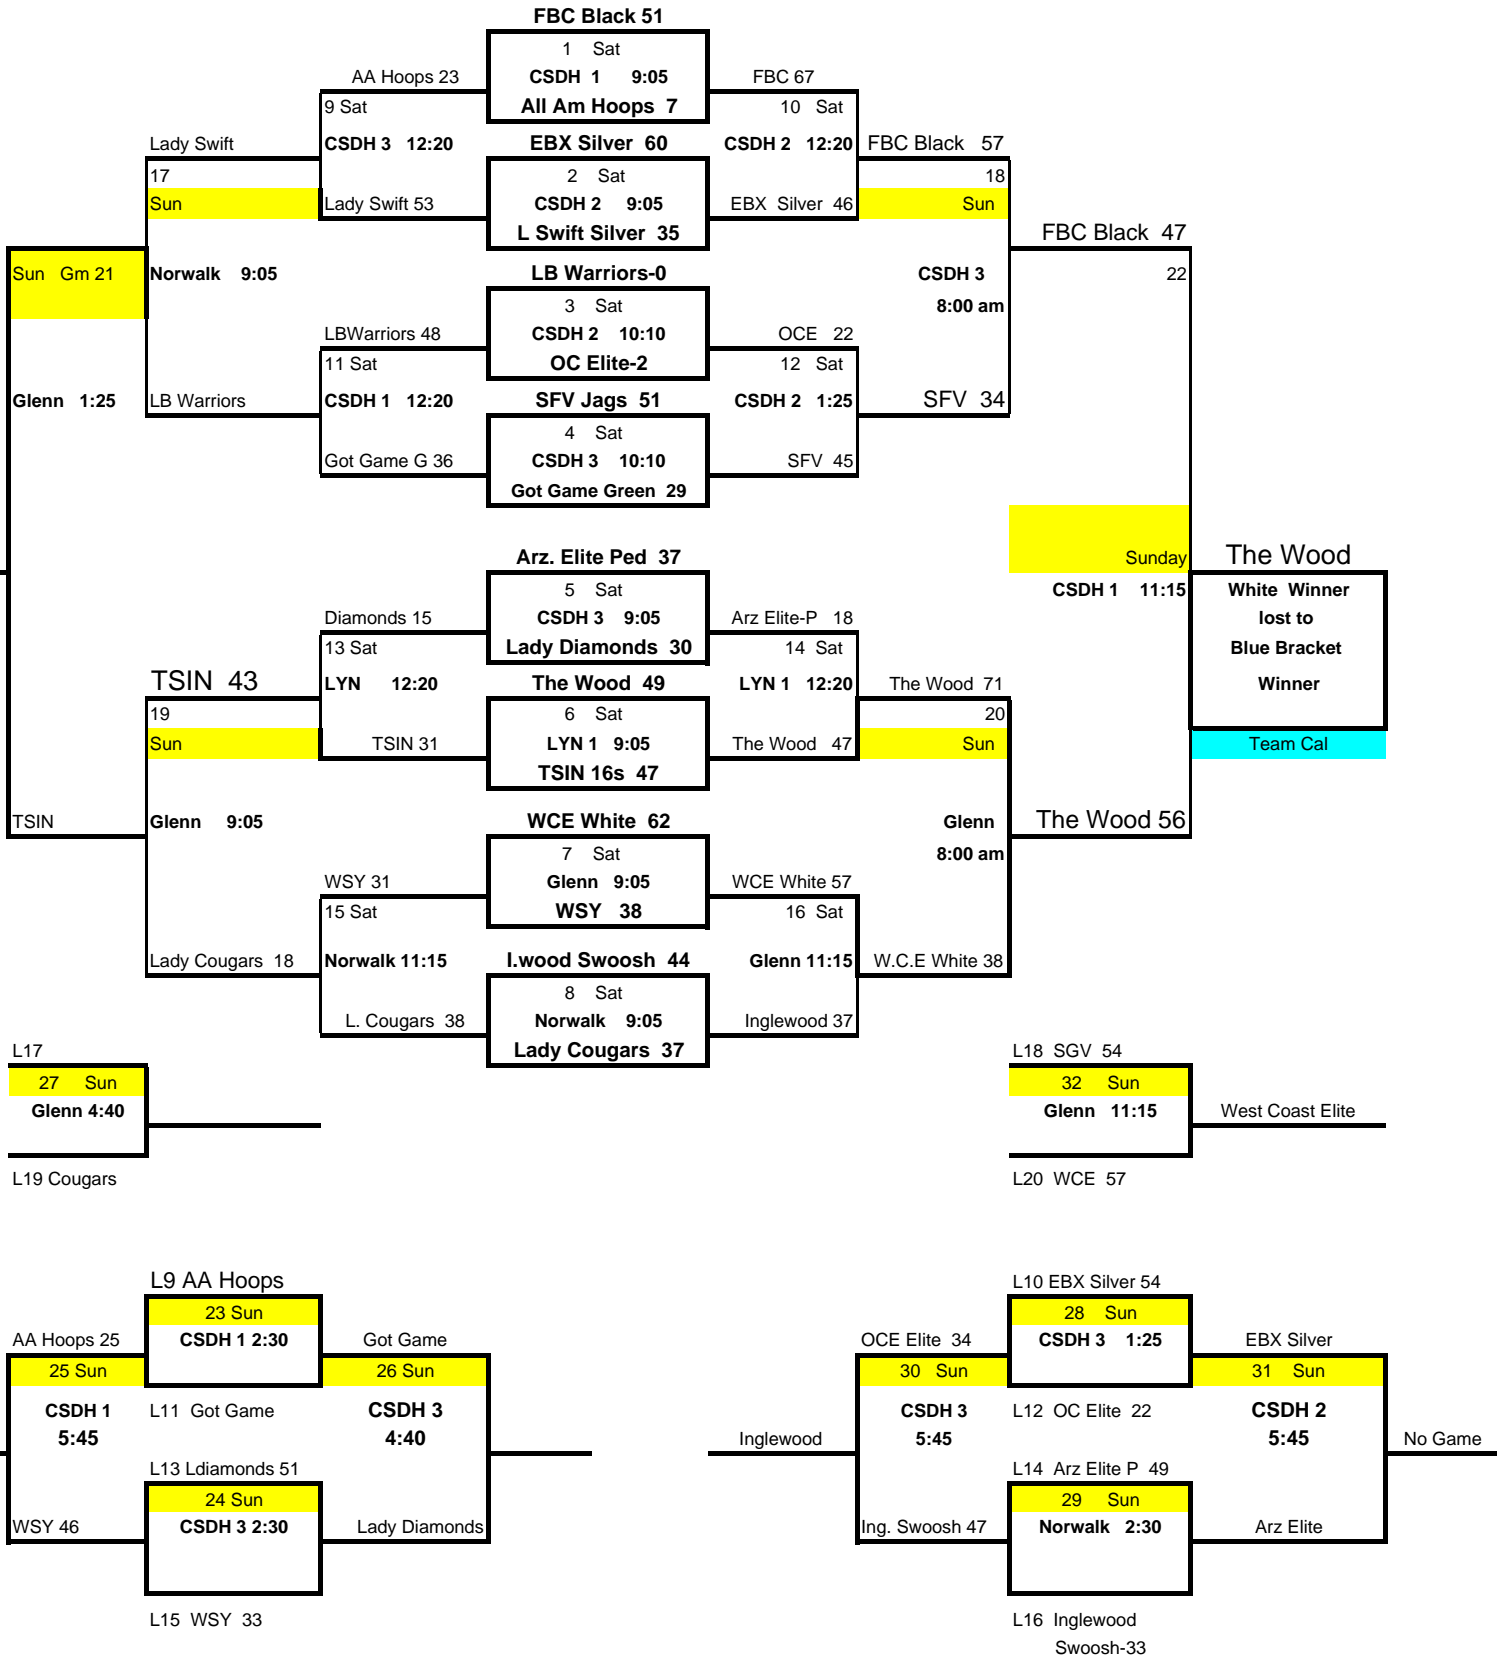 FBC Black 51
1 Sat
AA Hoops 23
CSDH 1 9:05
FBC 67
9 Sat
All Am Hoops 7
10 Sat
Lady Swift
CSDH 3 12:20
EBX Silver 60
CSDH 2 12:20
FBC Black 57
17
2 Sat
18
Sun
Lady Swift 53
CSDH 2 9:05
EBX Silver 46
Sun
L Swift Silver 35
FBC Black 47
Sun Gm 21
Norwalk 9:05
LB Warriors-0
CSDH 3
22
3 Sat
8:00 am
LBWarriors 48
CSDH 2 10:10
OCE 22
11 Sat
OC Elite-2
12 Sat
Glenn 1:25
LB Warriors
CSDH 1 12:20
SFV Jags 51
CSDH 2 1:25
SFV 34
4 Sat
Got Game G 36
CSDH 3 10:10
SFV 45
Got Game Green 29
Arz. Elite Ped 37
Sunday
The Wood
5 Sat
CSDH 1 11:15
White Winner
Diamonds 15
CSDH 3 9:05
Arz Elite-P 18
lost to
13 Sat
Lady Diamonds 30
14 Sat
Blue Bracket
TSIN 43
LYN 12:20
The Wood 49
LYN 1 12:20
The Wood 71
Winner
19
6 Sat
20
Sun
TSIN 31
LYN 1 9:05
The Wood 47
Sun
Team Cal
TSIN 16s 47
TSIN
Glenn 9:05
WCE White 62
Glenn
The Wood 56
7 Sat
8:00 am
WSY 31
Glenn 9:05
WCE White 57
15 Sat
WSY 38
16 Sat
Lady Cougars 18
Norwalk 11:15
I.wood Swoosh 44
Glenn 11:15
W.C.E White 38
8 Sat
L. Cougars 38
Norwalk 9:05
Inglewood 37
L17
Lady Cougars 37
L18 SGV 54
27 Sun
32 Sun
Glenn 4:40
Glenn 11:15
West Coast Elite
L19 Cougars
L20 WCE 57
L9 AA Hoops
L10 EBX Silver 54
23 Sun
28 Sun
AA Hoops 25
CSDH 1 2:30
Got Game
OCE Elite 34
CSDH 3 1:25
EBX Silver
25 Sun
26 Sun
30 Sun
31 Sun
CSDH 1
L11 Got Game
CSDH 3
CSDH 3
L12 OC Elite 22
CSDH 2
5:45
4:40
Inglewood
5:45
5:45
No Game
L13 Ldiamonds 51
L14 Arz Elite P 49
24 Sun
29 Sun
WSY 46
CSDH 3 2:30
Lady Diamonds
Ing. Swoosh 47
Norwalk 2:30
Arz Elite
L15 WSY 33
L16 Inglewood
Swoosh-33